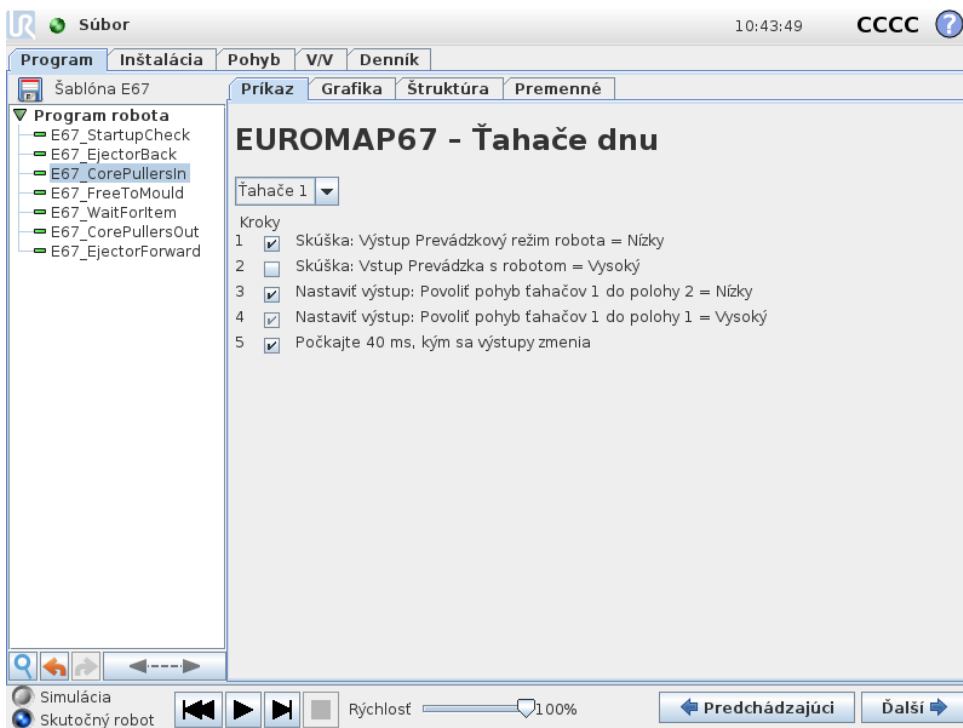 UR Súbor 10:43:49 CCCC ?
Program Inštalácia Pohyb V/V Denník
Šablóna E67 Príkaz Grafika Štruktúra Premenné
Program robota
E67_StartupCheck
E67_EjectorBack
E67_CorePullersIn
E67_FreeToMould
E67_WaitForItem
E67_CorePullersOut
E67_EjectorForward
EUROMAP67 - Ťahače dnu
Ťahače 1
Kroky
1 Skúška: Výstup Prevádzkový režim robota = Nízky
2 Skúška: Vstup Prevádzka s robotom = Vysoký
3 Nastaviť výstup: Povoliť pohyb ťahačov 1 do polohy 2 = Nízky
4 Nastaviť výstup: Povoliť pohyb ťahačov 1 do polohy 1 = Vysoký
5 Počkajte 40 ms, kým sa výstupy zmenia
Simulácia
Skutočný robot
Rýchlosť 100%
Predchádzajúci Ďalší